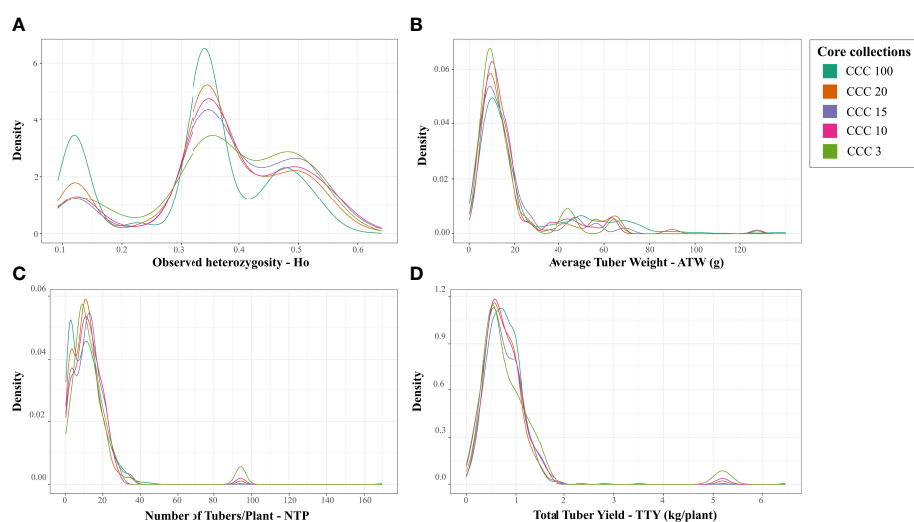 A
B
6
4
2
0
Density
0.1
0.2
0.3
0.4
0.5
0.6
Observed heterozygosity - Ho
0.06
0.04
0.02
0.00
Density
0
20
40
60
80
120
Average Tuber Weight - ATW (g)
Core collections
CCC 100
CCC 20
CCC 15
CCC 10
CCC 3
C
D
0.06
0.04
0.02
0.00
Density
0
20
40
60
80
100
120
140
160
Number of Tubers/Plant - NTP
1.2
0.9
0.6
0.3
0.0
Density
0
1
2
3
4
5
6
Total Tuber Yield - TTY (kg/plant)